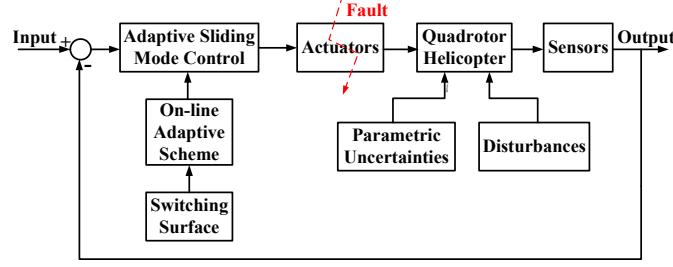 Fault
Input
+
-
Adaptive Sliding
Mode Control
Actuators
Quadrotor
Helicopter
Sensors
Output
On-line
Adaptive
Scheme
Parametric
Uncertainties
Disturbances
Switching
Surface